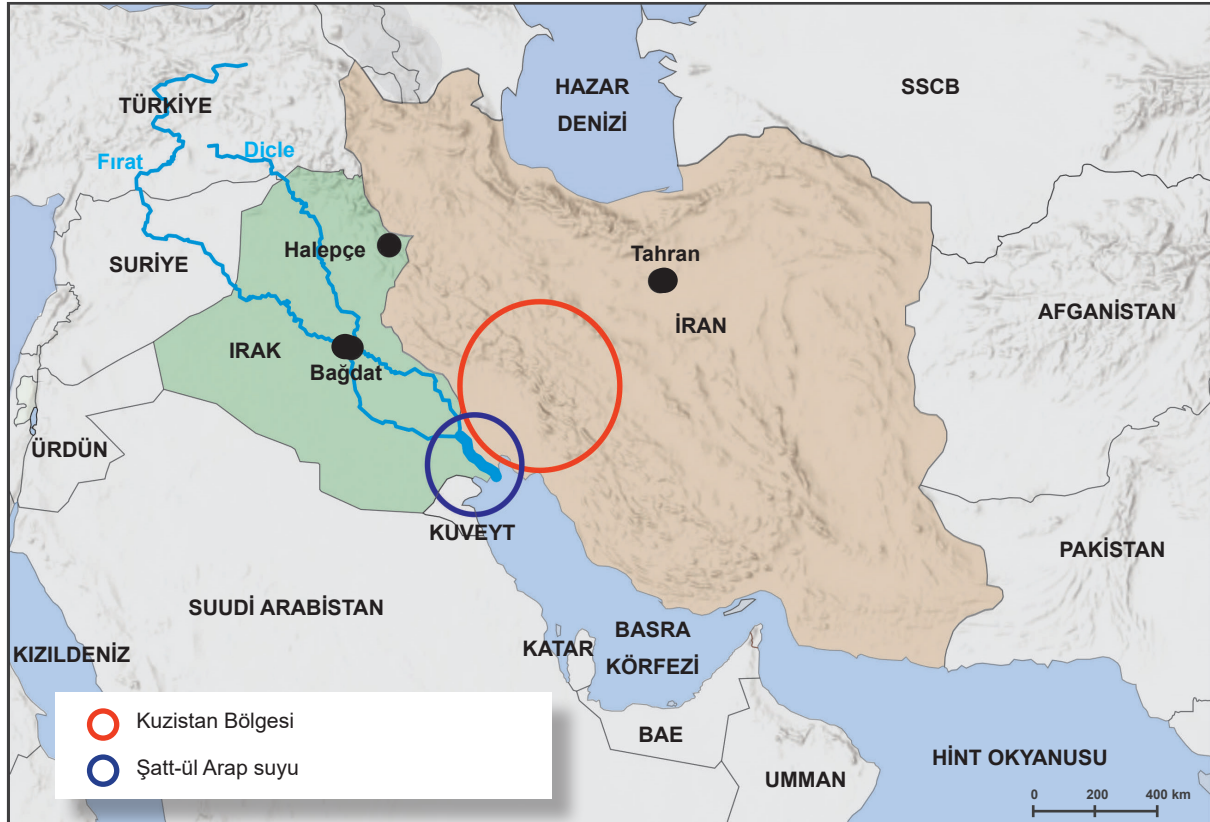 HAZAR
DENİZİ
SSCB
TÜRKİYE
Fırat
Dicle
Halepçe
Tahran
SURİYE
AFGANİSTAN
İRAN
IRAK
Bağdat
ÜRDÜN
KUVEYT
PAKİSTAN
SUUDİ ARABİSTAN
BASRA
KÖRFEZİ
KATAR
KIZILDENİZ
Kuzistan Bölgesi
BAE
Şatt-ül Arap suyu
HİNT OKYANUSU
UMMAN
0 200 400 km